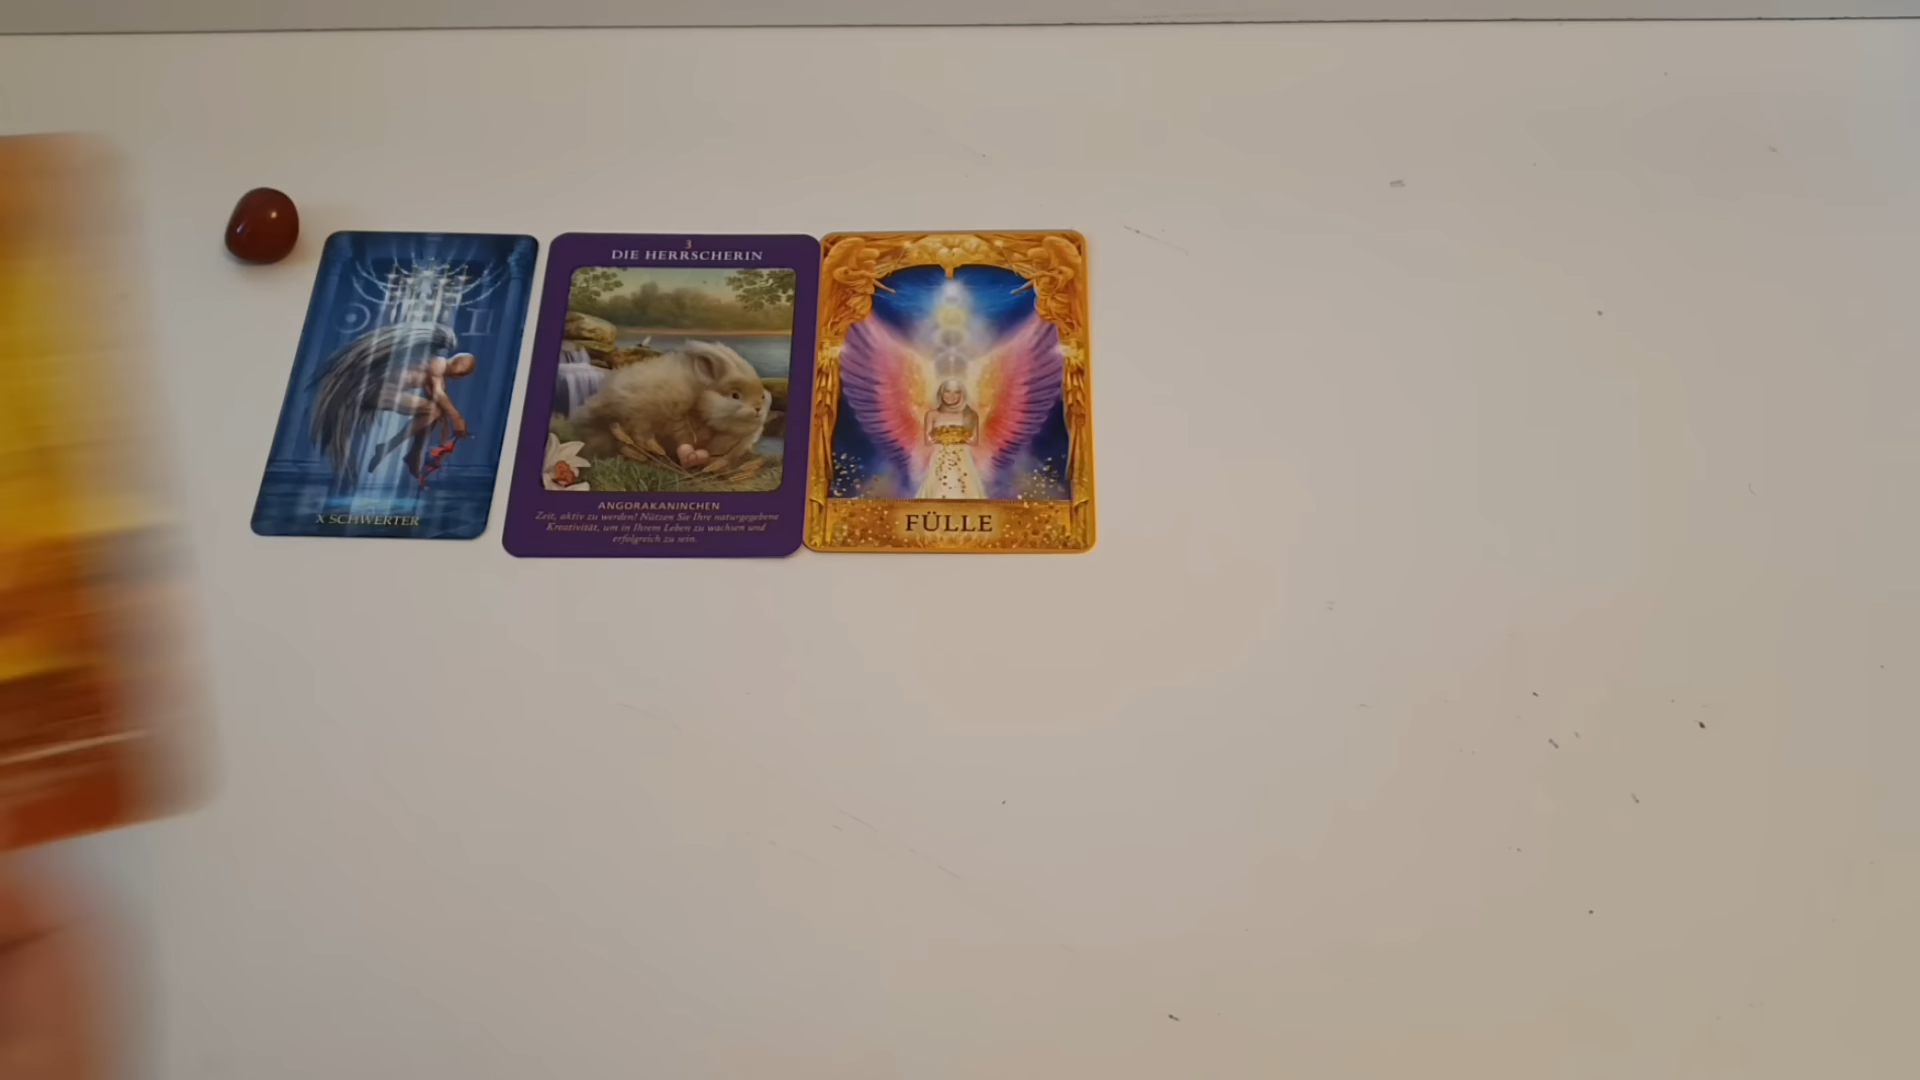 X SCHWERTER
3
DIE HERRSCHERIN
ANGORAKANINCHEN
Zeit, aktiv zu werden! Nützen Sie Ihre naturgegebene
Kreativität, um in Ihrem Leben zu wachsen und
erfolgreich zu sein.
FÜLLE